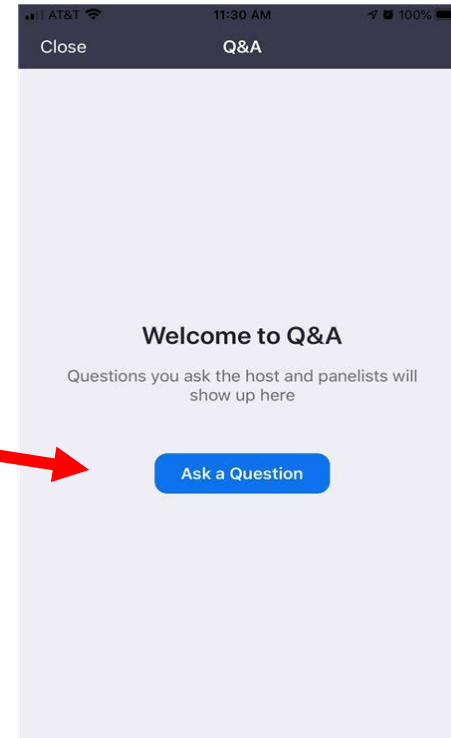 AT&T 11:30 AM 100%
Close Q&A
Welcome to Q&A
Questions you ask the host and panelists will
show up here
Ask a Question